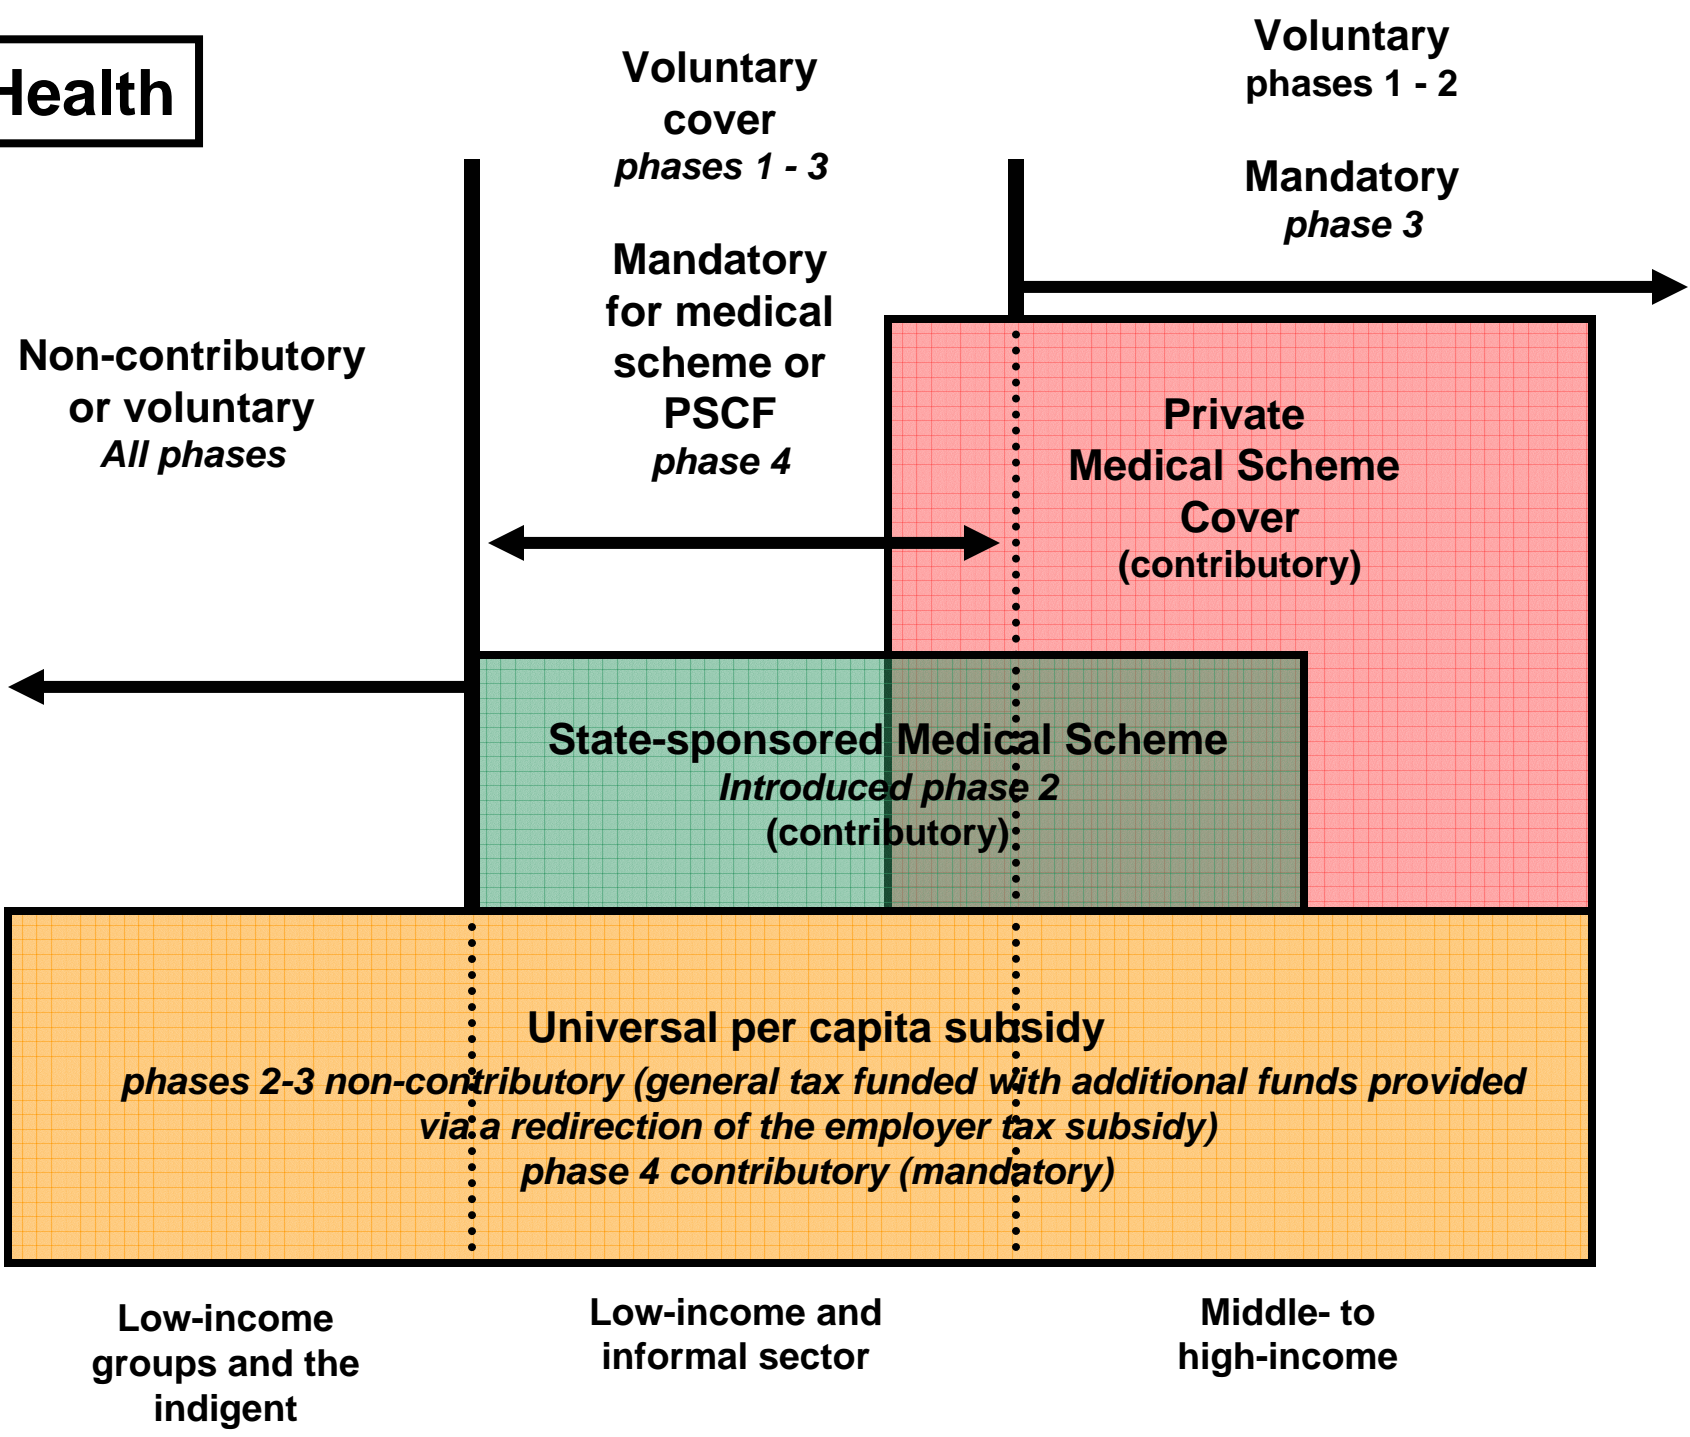 Health
Voluntary
cover
phases 1 - 3
Mandatory
for medical
scheme or
PSCF
phase 4
Voluntary
phases 1 - 2
Mandatory
phase 3
Non-contributory
or voluntary
All phases
Private
Medical Scheme
Cover
(contributory)
State-sponsored Medical Scheme
Introduced phase 2
(contributory)
Universal per capita subsidy
phases 2-3 non-contributory (general tax funded with additional funds provided
via a redirection of the employer tax subsidy)
phase 4 contributory (mandatory)
Low-income
groups and the
indigent
Low-income and
informal sector
Middle- to
high-income